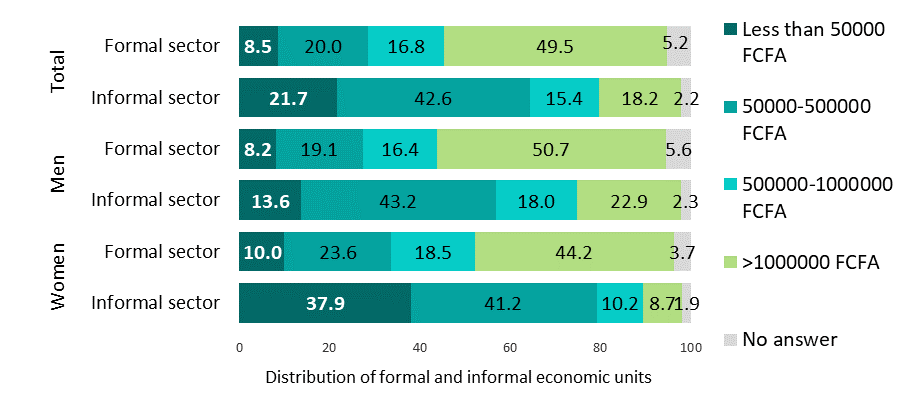 Total
Formal sector 8.5 20.0 16.8 49.5 5.2
Informal sector 21.7 42.6 15.4 18.2 2.2
Men
Formal sector 8.2 19.1 16.4 50.7 5.6
Informal sector 13.6 43.2 18.0 22.9 2.3
Women
Formal sector 10.0 23.6 18.5 44.2 3.7
Informal sector 37.9 41.2 10.2 8.7 1.9
0 20 40 60 80 100
Distribution of formal and informal economic units
Less than 50000
FCFA
50000-500000
FCFA
500000-1000000
FCFA
>1000000 FCFA
No answer